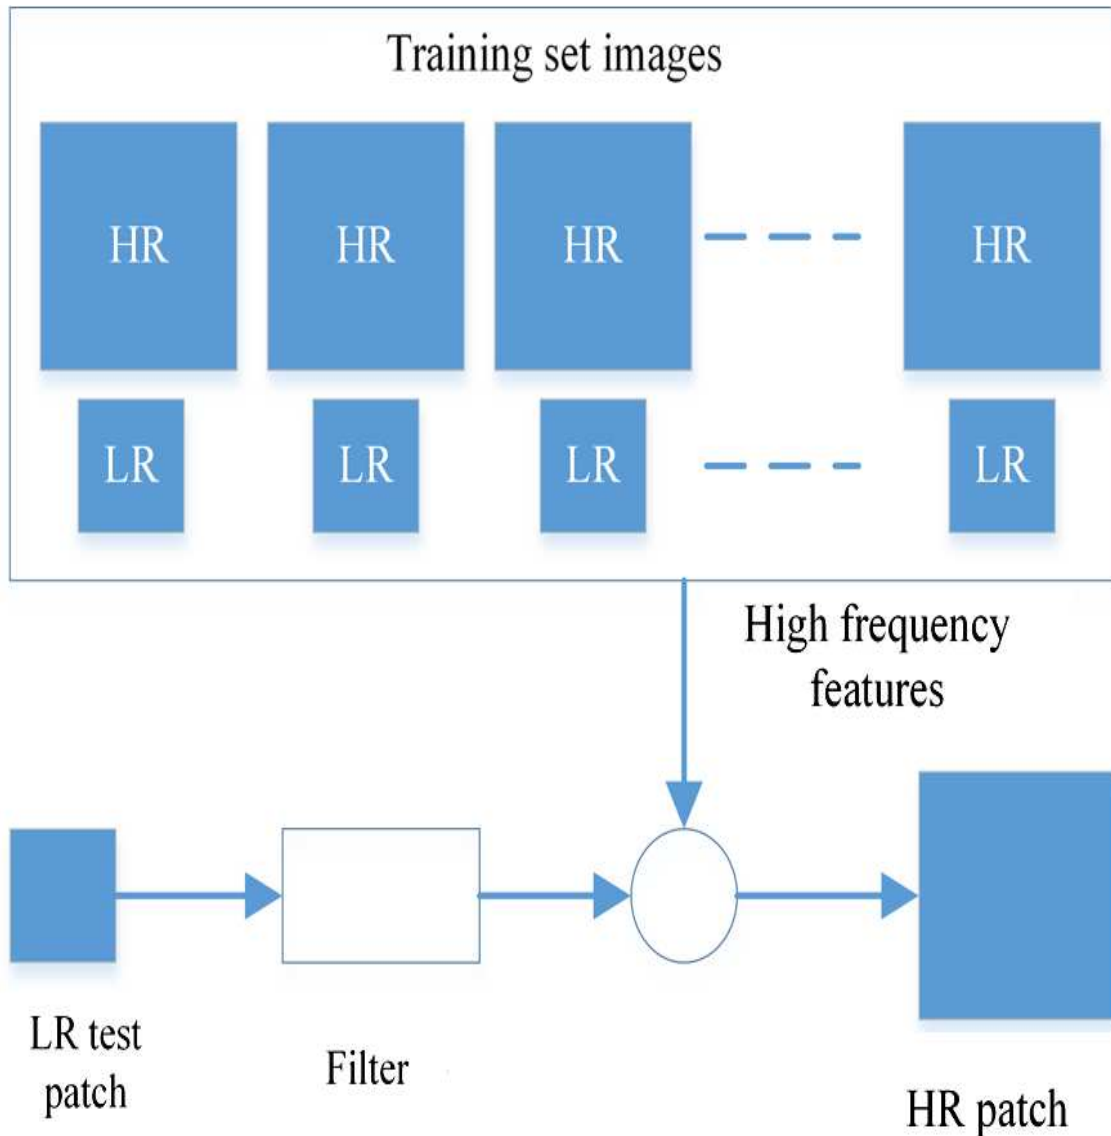 Training set images
HR HR HR HR
LR LR LR LR
High frequency
features
LR test
patch
Filter
HR patch